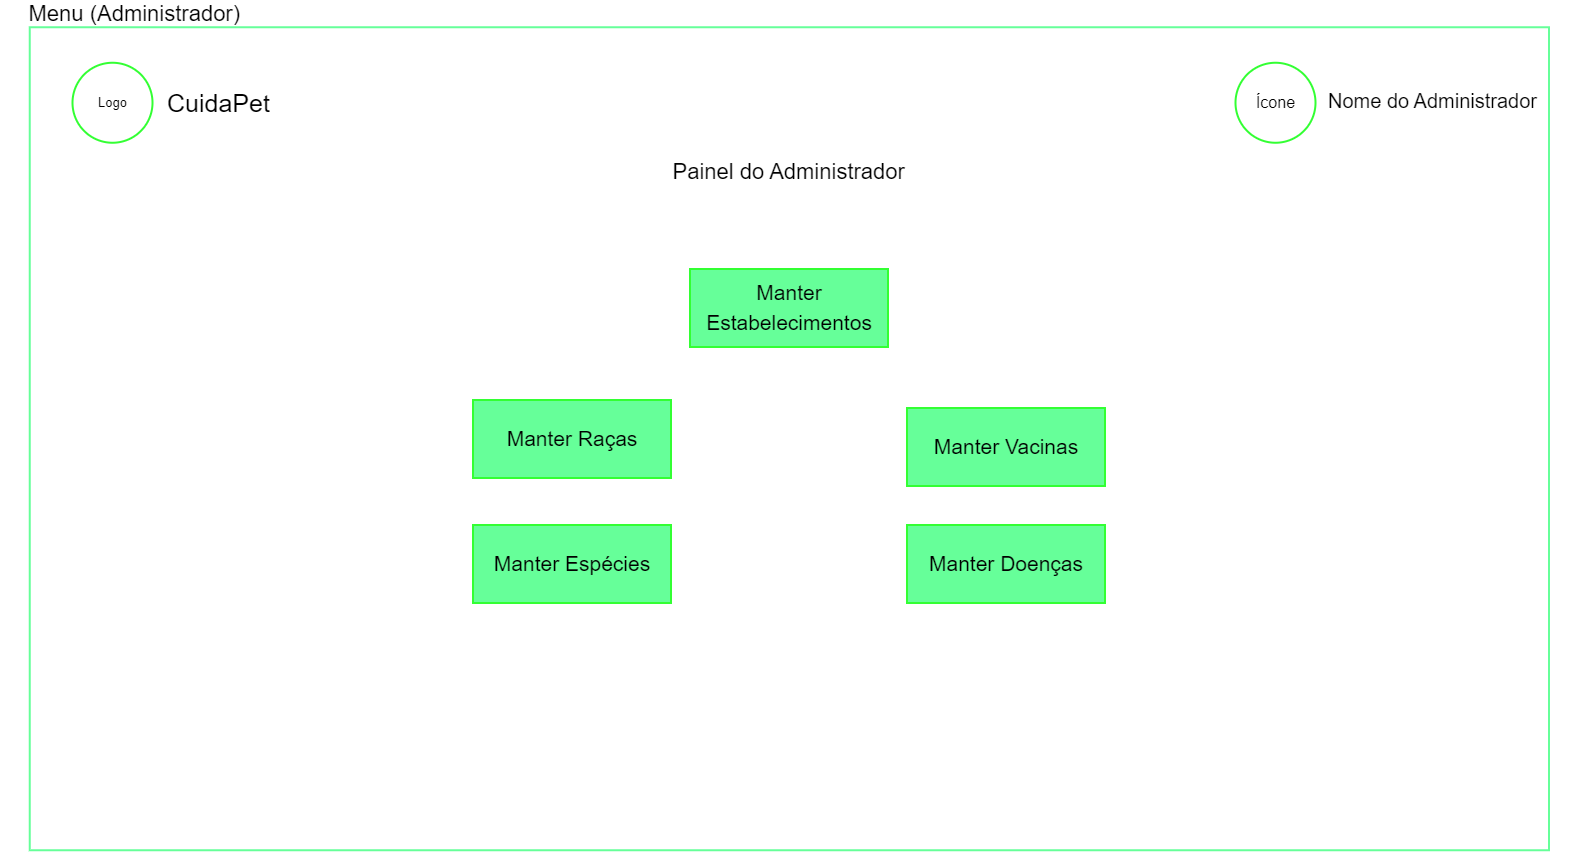 Menu (Administrador)
Logo
CuidaPet
Ícone
Nome do Administrador
Painel do Administrador
Manter
Estabelecimentos
Manter Raças
Manter Vacinas
Manter Espécies
Manter Doenças